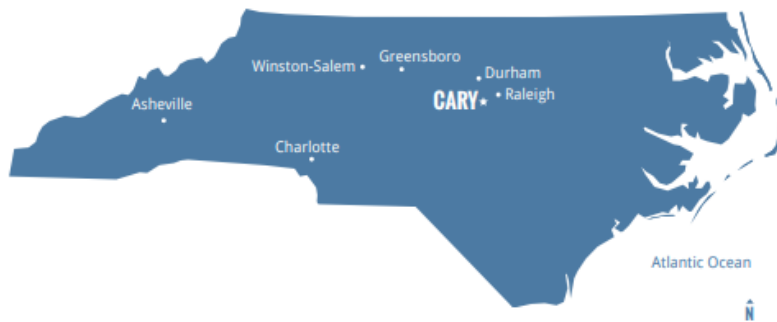 Greensboro
Winston-Salem
Durham
CARY
Raleigh
Asheville
Charlotte
Atlantic Ocean
N